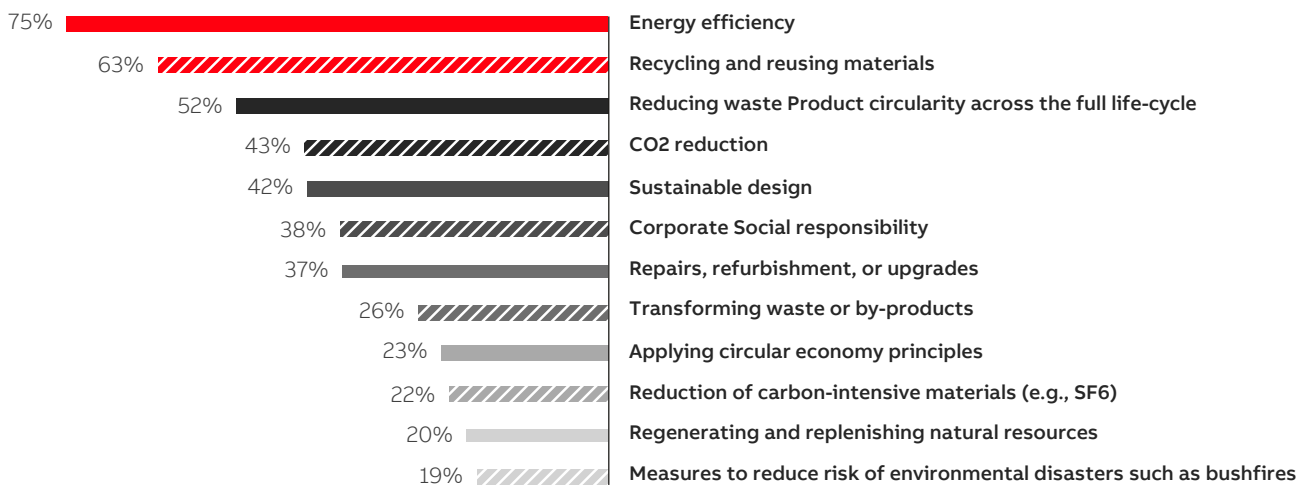 75% Energy efficiency
63% Recycling and reusing materials
52% Reducing waste Product circularity across the full life-cycle
43% CO2 reduction
42% Sustainable design
38% Corporate Social responsibility
37% Repairs, refurbishment, or upgrades
26% Transforming waste or by-products
23% Applying circular economy principles
22% Reduction of carbon-intensive materials (e.g., SF6)
20% Regenerating and replenishing natural resources
19% Measures to reduce risk of environmental disasters such as bushfires